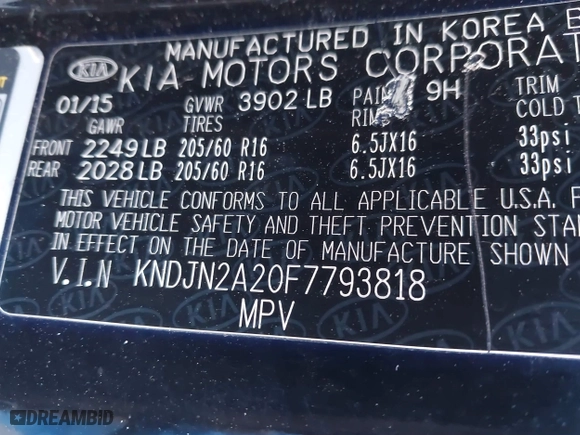 MANUFACTURED IN KOREA B
KIA KIA MOTORS CORPORAT
01/15 GVWR 3902 LB PAIN 9H TRIM
GAWR TIRES RIM COLD T
FRONT 2249 LB 205/60 R16 6.5JX16 33psi
REAR 2028 LB 205/60 R16 6.5JX16 33psi
THIS VEHICLE CONFORMS TO ALL APPLICABLE U.S.A. F
MOTOR VEHICLE SAFETY AND THEFT PREVENTION STA
IN EFFECT ON THE DATE OF MANUFACTURE SHOWN
V.I.N KNDJN2A20F7793818
MPV
DREAMBID